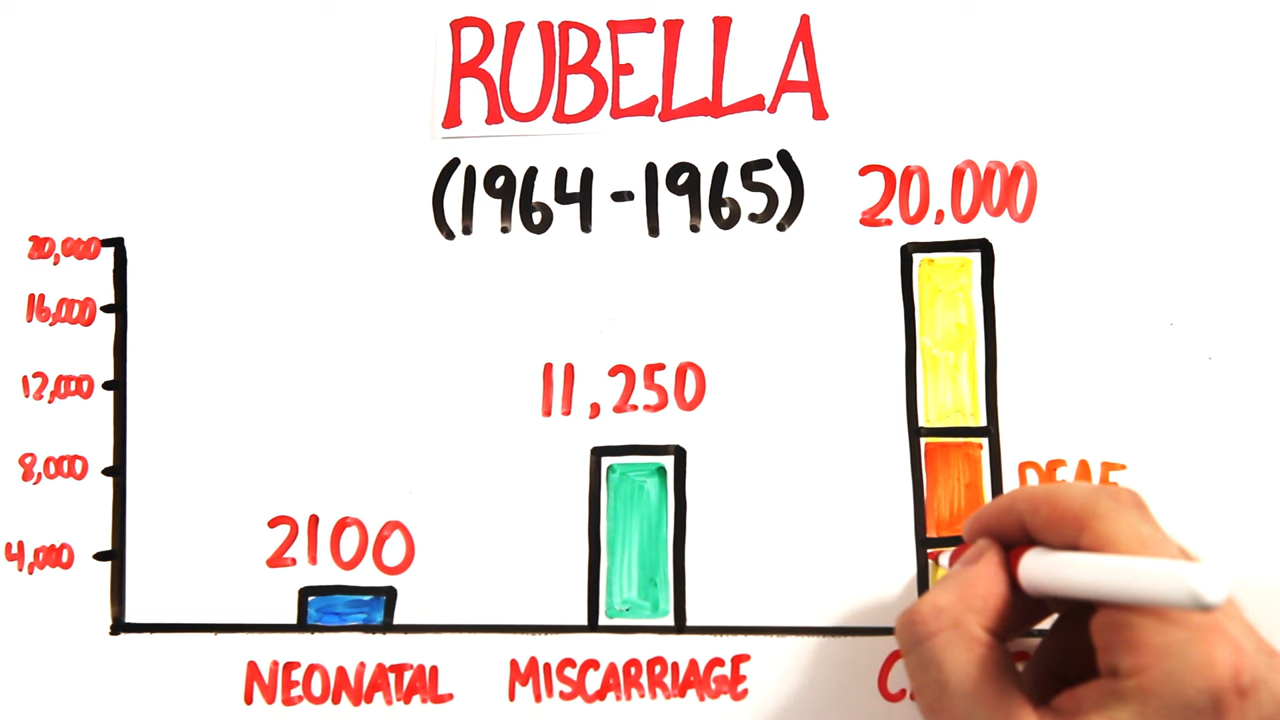 RUBELLA
(1964-1965)
20,000
20,000
16,000
12,000
8,000
4,000
11,250
2100
DEAF
NEONATAL
MISCARRIAGE